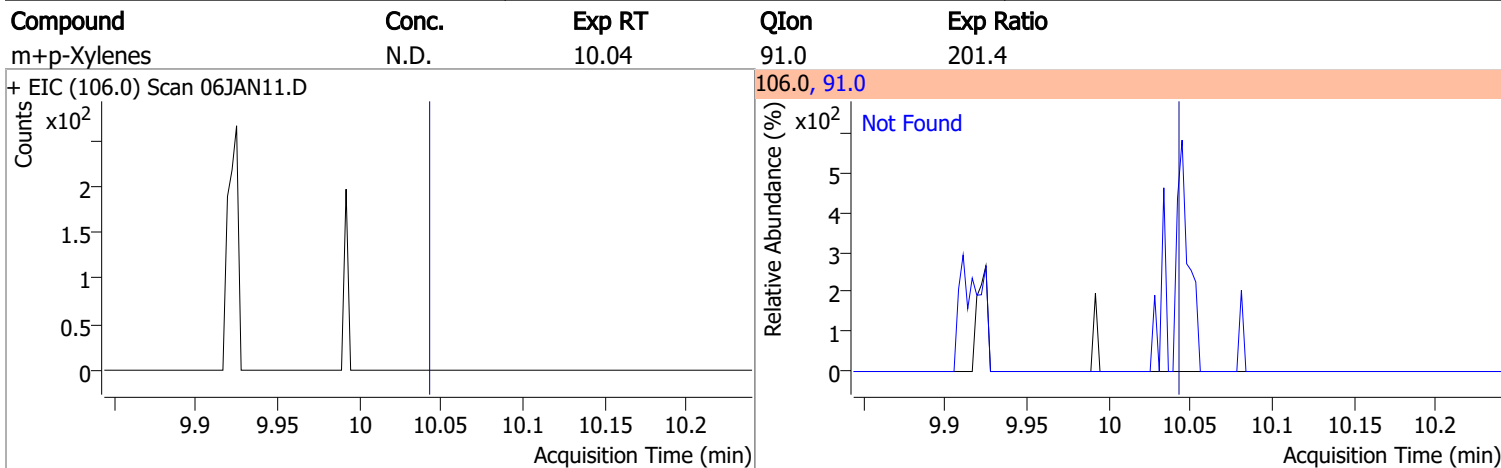 Compound Conc. Exp RT QIon Exp Ratio
m+p-Xylenes N.D. 10.04 91.0 201.4
+ EIC (106.0) Scan 06JAN11.D
Counts
x10²
2
1.5
1
0.5
0
9.9 9.95 10 10.05 10.1 10.15 10.2
Acquisition Time (min)
106.0, 91.0
Relative Abundance (%)
x10²
Not Found
5
4
3
2
1
0
9.9 9.95 10 10.05 10.1 10.15 10.2
Acquisition Time (min)